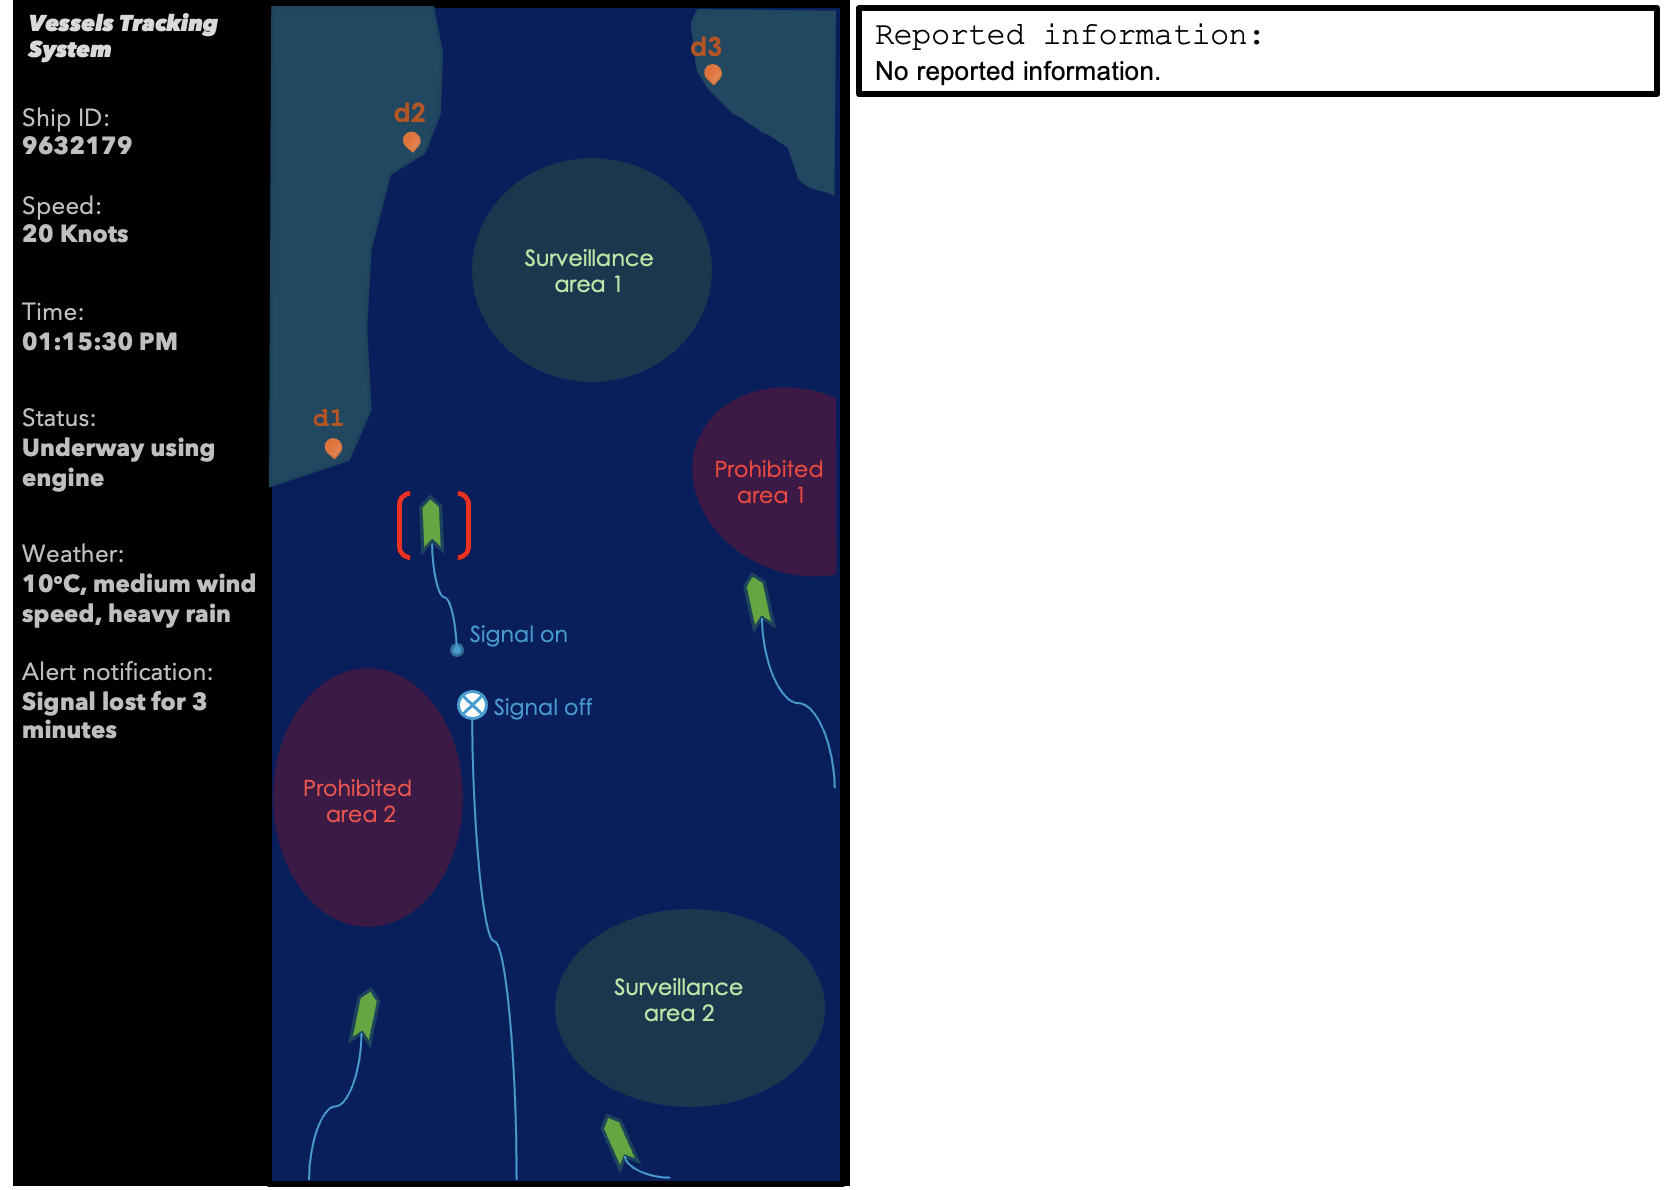 Vessels Tracking
System
Ship ID:
9632179
Speed:
20 Knots
Time:
01:15:30 PM
Status:
Underway using
engine
Weather:
10°C, medium wind
speed, heavy rain
Alert notification:
Signal lost for 3
minutes
d3
d2
Surveillance
area 1
d1
Prohibited
area 1
Signal on
Signal off
Prohibited
area 2
Surveillance
area 2
Reported information:
No reported information.